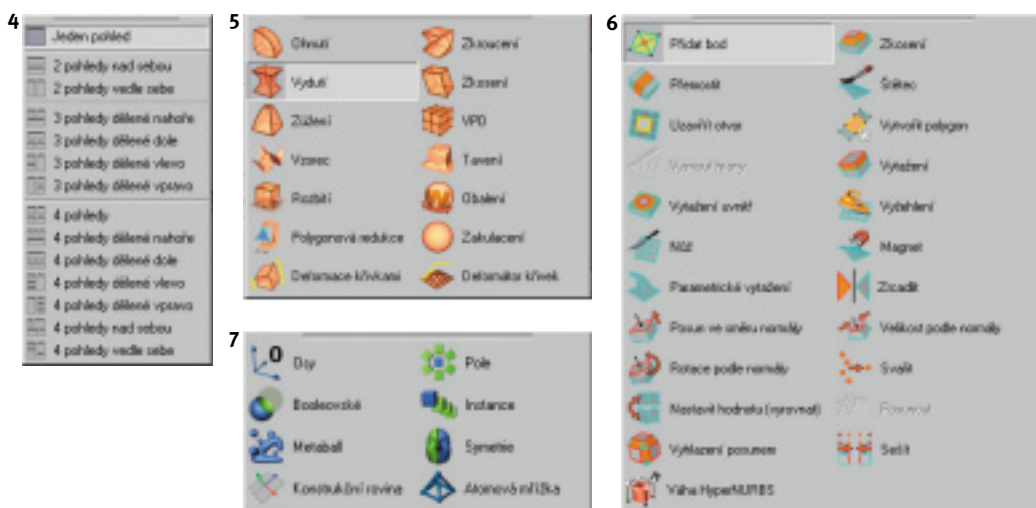 4
Jeden pohled
2 pohledy nad sebou
2 pohledy vedle sebe
3 pohledy dělené nahoře
3 pohledy dělené dole
3 pohledy dělené vlevo
3 pohledy dělené vpravo
4 pohledy
4 pohledy dělené nahoře
4 pohledy dělené dole
4 pohledy dělené vlevo
4 pohledy dělené vpravo
4 pohledy nad sebou
4 pohledy vedle sebe
5
Ohnutí
Zkroucení
Vydutí
Zkosení
Zúžení
VPD
Vzorec
Tavení
Rozbití
Obalení
Polygonová redukce
Zakulacení
Deformace křivkami
Deformátor křivek
6
Přidat bod
Zkosení
Přemostit
Štětec
Uzavřít otvor
Vytvořit polygon
Vyjmout hrany
Vytažení
Vytažení uvnitř
Vyžehlení
Nůž
Magnet
Parametrické vytažení
Zrcadlit
Posun ve směru normály
Velikost podle normály
Rotace podle normály
Svařit
Nastavit hodnotu (vyrovnat)
Posunout
Vyhlazení posunem
Sešít
Váha HyperNURBS
7
0
Osy
Pole
Booleovské
Instance
Metaball
Symetrie
Konstrukční rovina
Atomová mřížka